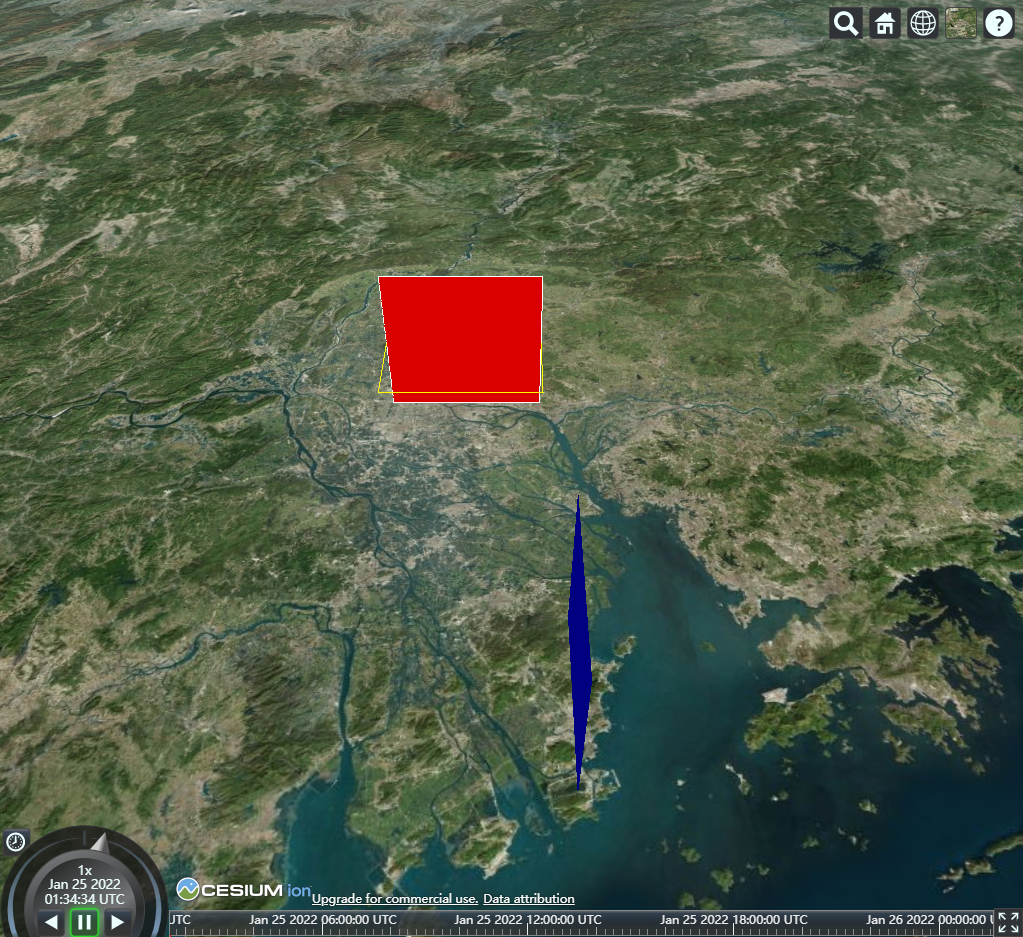 ?
1x
Jan 25 2022
01:34:34 UTC
CESIUM ion
Upgrade for commercial use. Data attribution
UTC Jan 25 2022 06:00:00 UTC Jan 25 2022 12:00:00 UTC Jan 25 2022 18:00:00 UTC Jan 26 2022 00:00:00 U